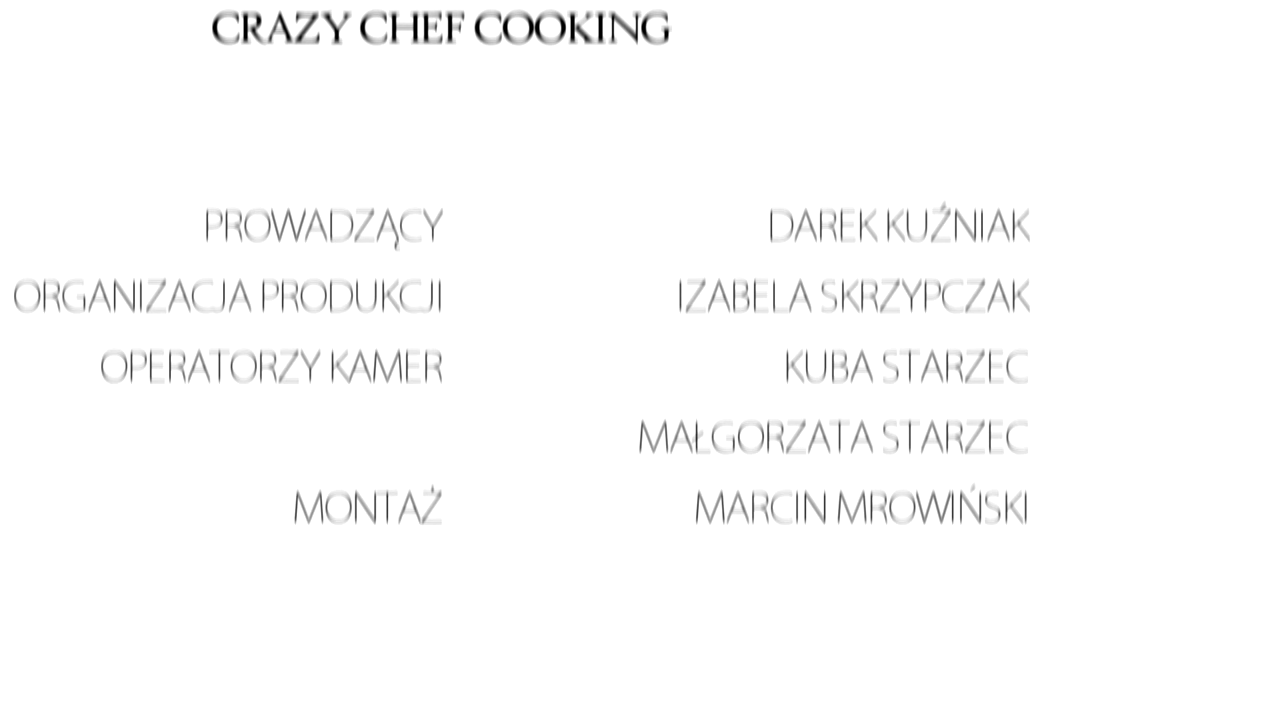 CRAZY CHEF COOKING
PROWADZĄCY DAREK KUŹNIAK
ORGANIZACJA PRODUKCJI IZABELA SKRZYPCZAK
OPERATORZY KAMER KUBA STARZEC
MAŁGORZATA STARZEC
MONTAŻ MARCIN MROWIŃSKI